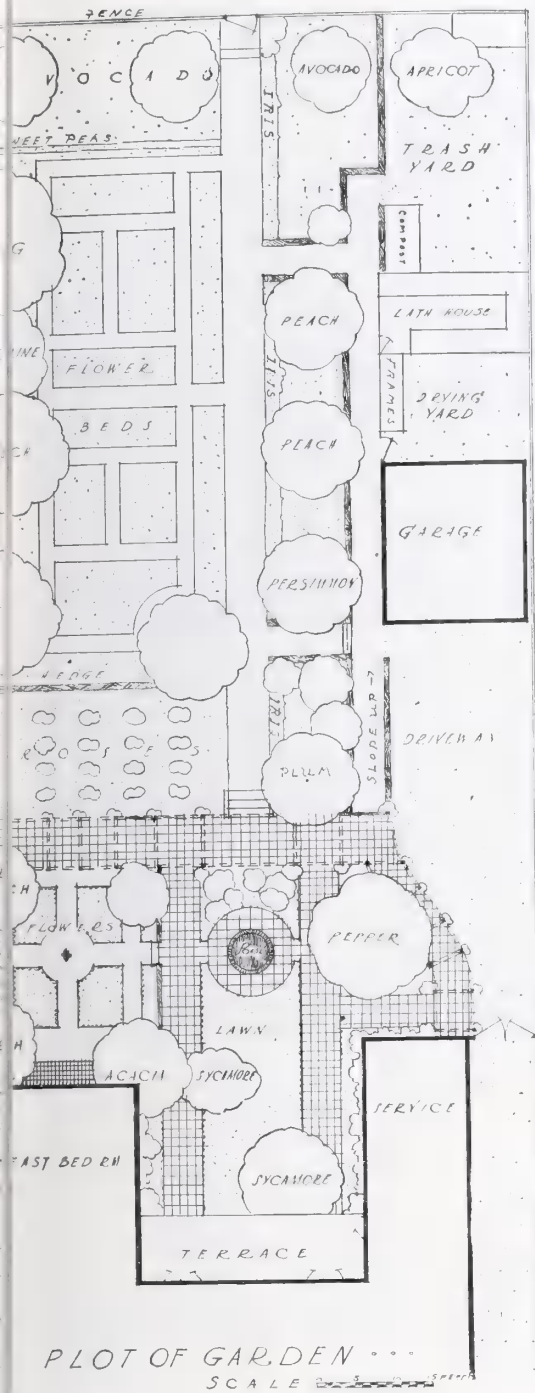 FENCE
AVOCADO
AVOCADO
APRICOT
IRIS
TRASH
YARD
COMPOST
PEACH
LATH HOUSE
IRIS
FRAMES
FLOWER
BEDS
DRYING
YARD
PEACH
GARAGE
PERSIMMON
HEDGE
ROSES
IRIS
SLOPE UP
DRIVEWAY
PLUM
FLOWERS
PEPPER
LAWN
ACACIA
SYCAMORE
SERVICE
EAST BED RM
SYCAMORE
TERRACE
PLOT OF GARDEN
SCALE